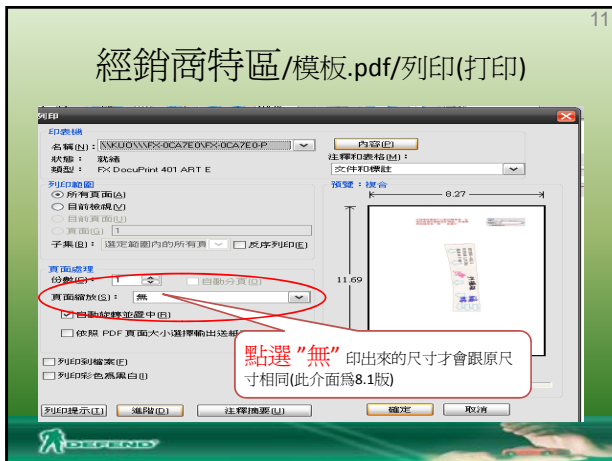 11
經銷商特區/模板.pdf/列印(打印)
列印
印表機
名稱(N)： \\KUO\\\FX-0CA7E0\FX-0CA7E0-P
內容(P)
狀態： 就緒
注釋和表格(M)：
類型： FX DocuPrint 401 ART E
文件和標註
列印範圍
預覽：複合
所有頁面(A)
8.27
目前檢視(V)
目前頁面(U)
頁面(G) 1
子集(B)： 選定範圍內的所有頁 反序列印(E)
頁面處理
份數(C)： 1 自動分頁(O)
11.69
頁面縮放(S)： 無
自動旋轉並置中(R)
依照 PDF 頁面大小選擇輸出送紙
點選 ”無” 印出來的尺寸才會跟原尺
寸相同(此介面爲8.1版)
列印到檔案(F)
列印彩色爲黑白(I)
列印提示(T) 進階(D) 注釋摘要(U) 確定 取消
DEFEND